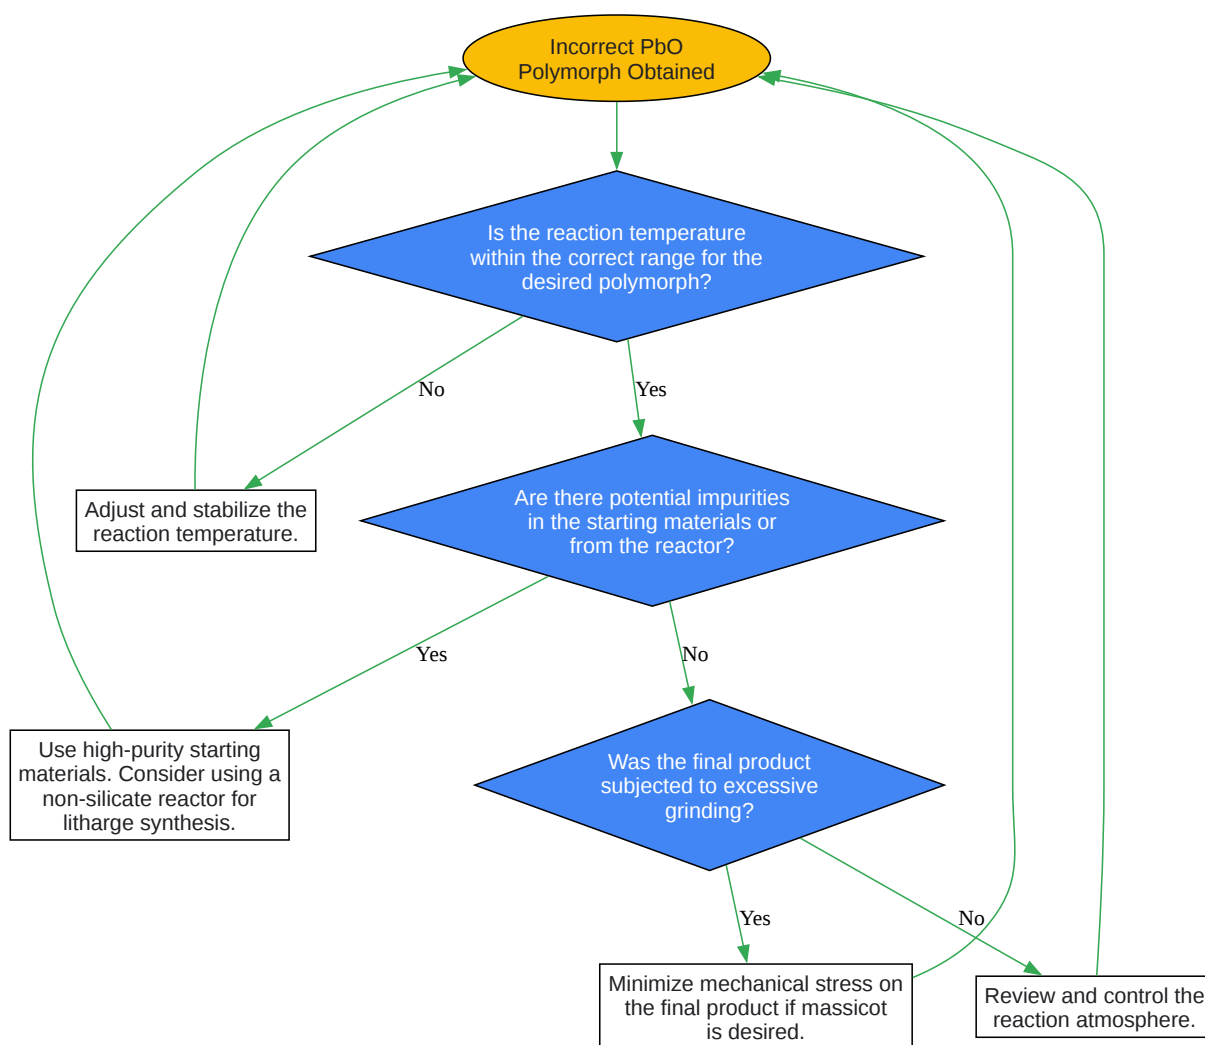 Incorrect PbO
Polymorph Obtained
Is the reaction temperature
within the correct range for the
desired polymorph?
No
Yes
Adjust and stabilize the
reaction temperature.
Are there potential impurities
in the starting materials or
from the reactor?
Yes
No
Use high-purity starting
materials. Consider using a
non-silicate reactor for
litharge synthesis.
Was the final product
subjected to excessive
grinding?
Yes
No
Minimize mechanical stress on
the final product if massicot
is desired.
Review and control the
reaction atmosphere.